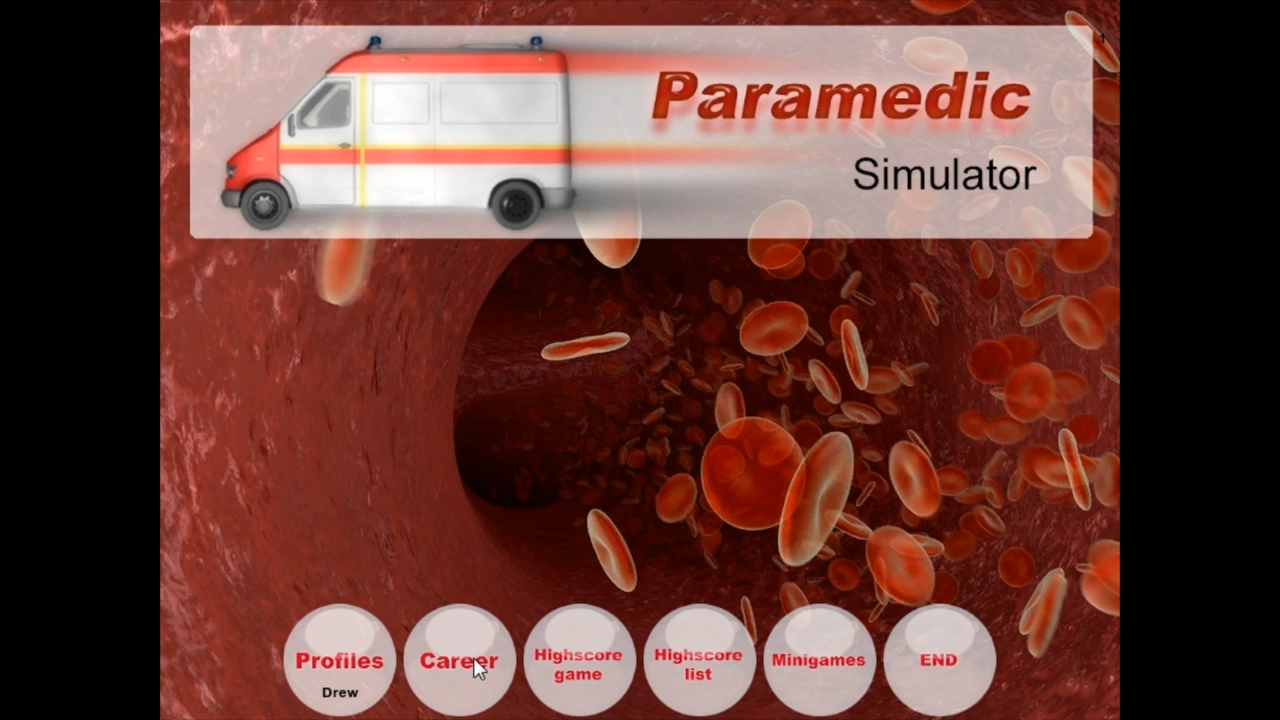 Paramedic
Simulator
Profiles
Drew
Career
Highscore
game
Highscore
list
Minigames
END